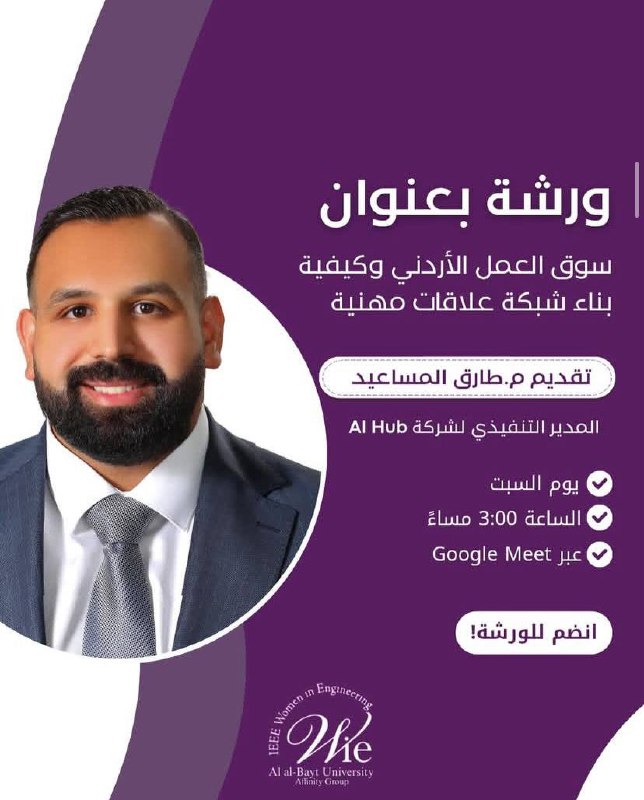 ورشة بعنوان
سوق العمل الأردني وكيفية
بناء شبكة علاقات مهنية
تقديم م.طارق المساعيد
المدير التنفيذي لشركة AI Hub
يوم السبت
الساعة 3:00 مساءً
عبر Google Meet
انضم للورشة!
IEEE Women in Engineering
Wie
Al al-Bayt University
Affinity Group